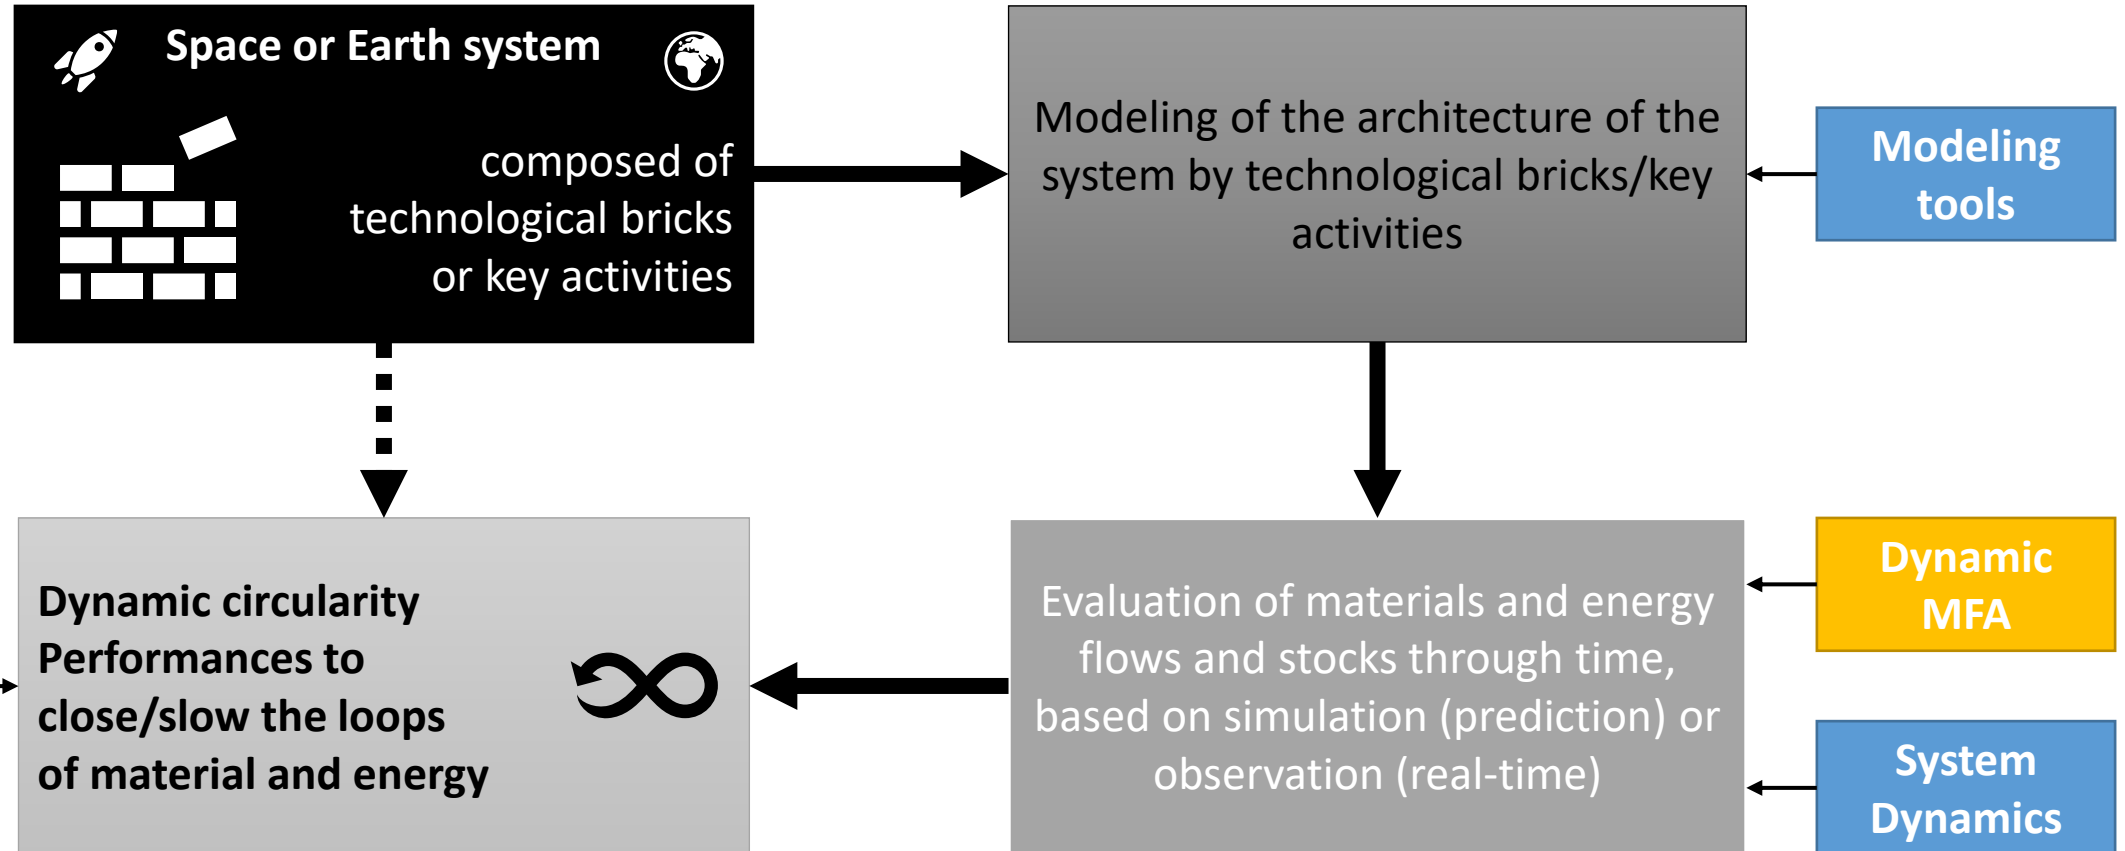 Space or Earth system
composed of
technological bricks
or key activities
Modeling of the architecture of the
system by technological bricks/key
activities
Modeling
tools
Dynamic circularity
Performances to
close/slow the loops
of material and energy
Evaluation of materials and energy
flows and stocks through time,
based on simulation (prediction) or
observation (real-time)
Dynamic
MFA
System
Dynamics